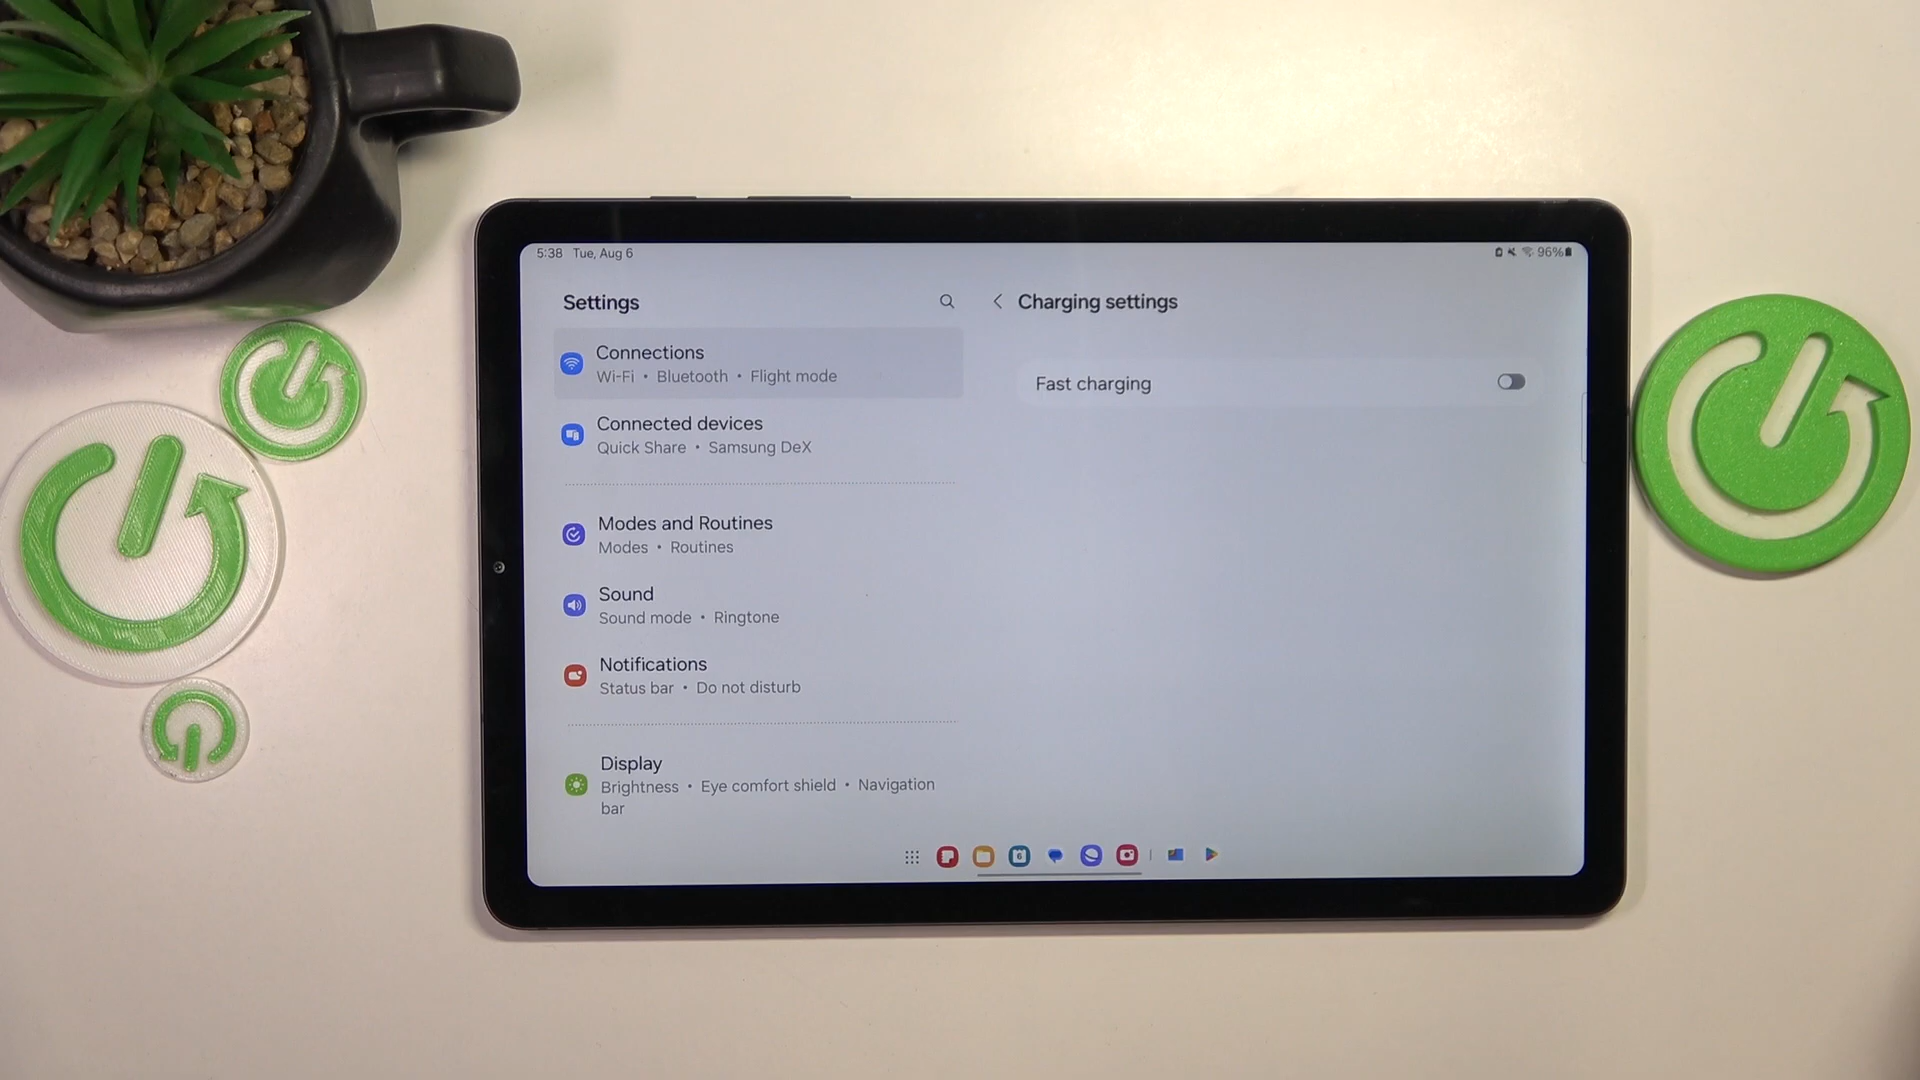 5:38 Tue, Aug 6
96%
Settings
Connections
Wi-Fi • Bluetooth • Flight mode
Connected devices
Quick Share • Samsung DeX
Modes and Routines
Modes • Routines
Sound
Sound mode • Ringtone
Notifications
Status bar • Do not disturb
Display
Brightness • Eye comfort shield • Navigation
bar
Charging settings
Fast charging
6